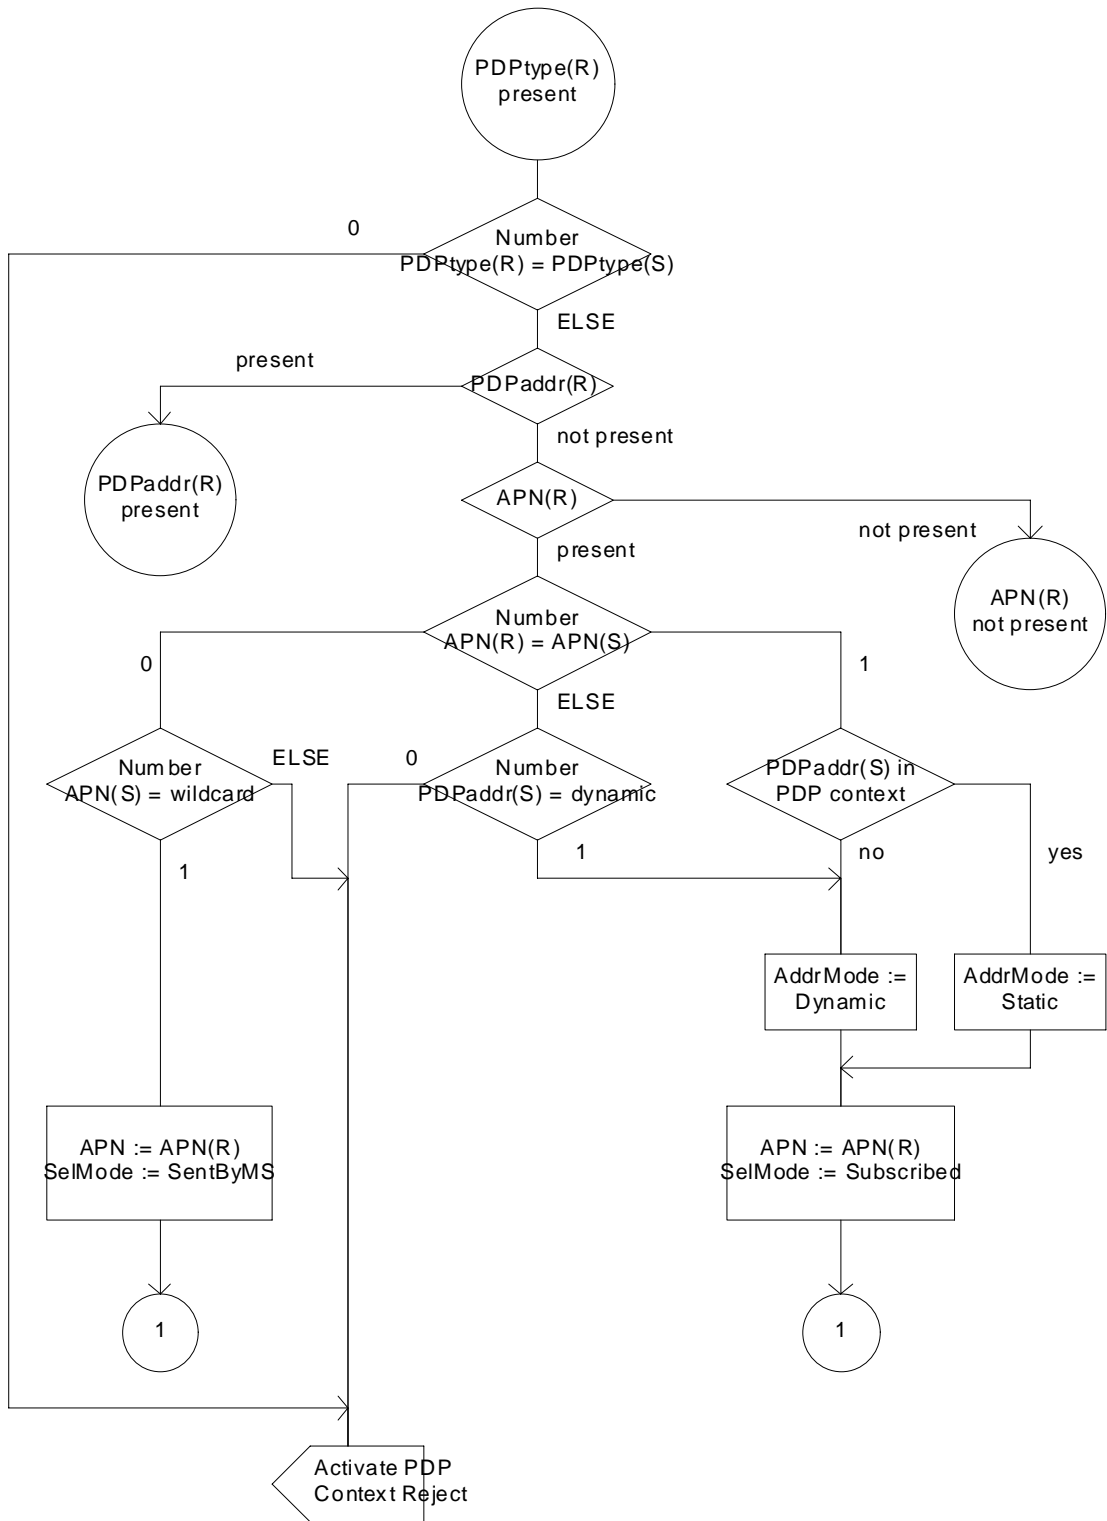 PDPtype(R)
present
0
Number
PDPtype(R) = PDPtype(S)
ELSE
present
PDPaddr(R)
not present
PDPaddr(R)
present
APN(R)
not present
present
APN(R)
not present
Number
APN(R) = APN(S)
0
1
ELSE
Number
APN(S) = wildcard
ELSE
0
Number
PDPaddr(S) = dynamic
PDPaddr(S) in
PDP context
1
1
no
yes
AddrMode :=
Dynamic
AddrMode :=
Static
APN := APN(R)
SelMode := SentByMS
APN := APN(R)
SelMode := Subscribed
1
1
Activate PDP
Context Reject